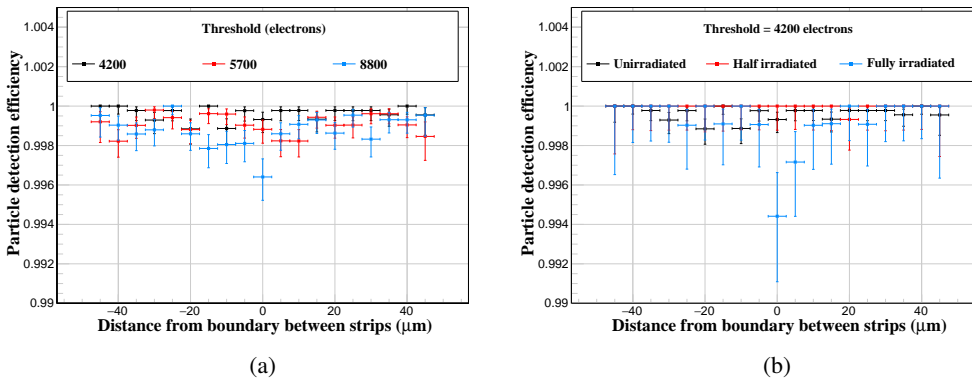 Threshold (electrons)
4200 5700 8800
Particle detection efficiency
1.004
1.002
1
0.998
0.996
0.994
0.992
0.99
−40 −20 0 20 40
Distance from boundary between strips (μm)
(a)
Threshold = 4200 electrons
Unirradiated Half irradiated Fully irradiated
Particle detection efficiency
1.004
1.002
1
0.998
0.996
0.994
0.992
0.99
−40 −20 0 20 40
Distance from boundary between strips (μm)
(b)